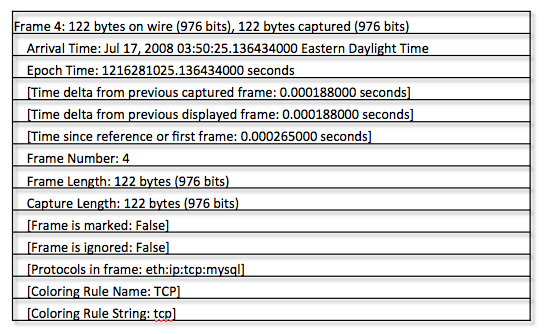 Frame 4: 122 bytes on wire (976 bits), 122 bytes captured (976 bits)
Arrival Time: Jul 17, 2008 03:50:25.136434000 Eastern Daylight Time
Epoch Time: 1216281025.136434000 seconds
[Time delta from previous captured frame: 0.000188000 seconds]
[Time delta from previous displayed frame: 0.000188000 seconds]
[Time since reference or first frame: 0.000265000 seconds]
Frame Number: 4
Frame Length: 122 bytes (976 bits)
Capture Length: 122 bytes (976 bits)
[Frame is marked: False]
[Frame is ignored: False]
[Protocols in frame: eth:ip:tcp:mysql]
[Coloring Rule Name: TCP]
[Coloring Rule String: tcp]